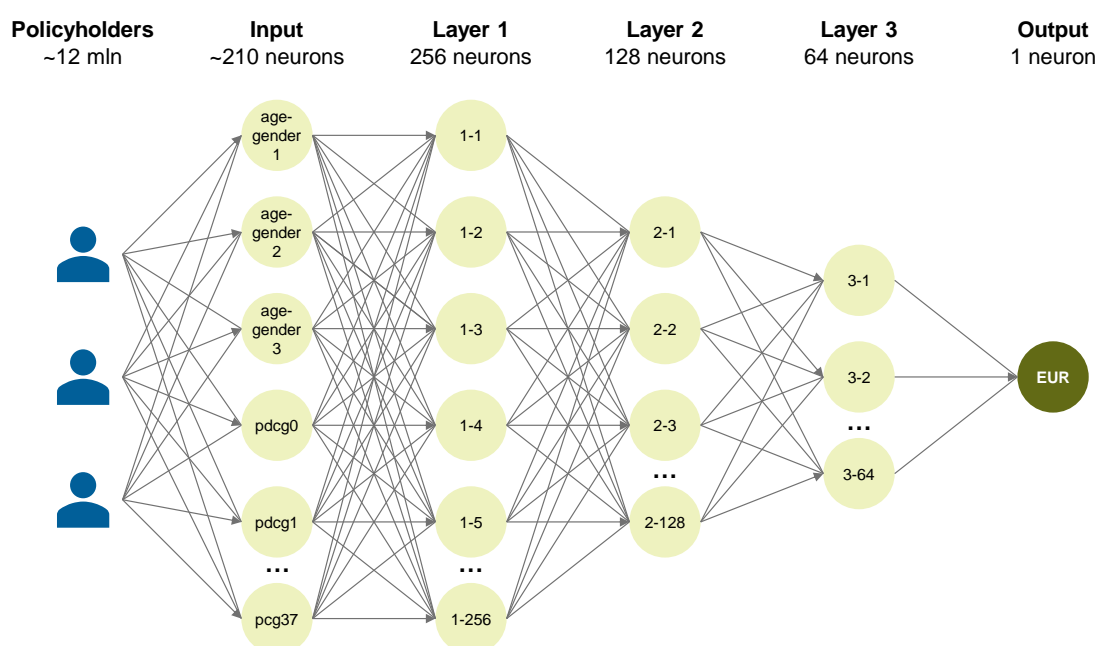 Policyholders
~12 mln
Input
~210 neurons
Layer 1
256 neurons
Layer 2
128 neurons
Layer 3
64 neurons
Output
1 neuron
age-
gender
1
age-
gender
2
age-
gender
3
pdcg0
pdcg1
...
pcg37
1-1
1-2
1-3
1-4
1-5
...
1-256
2-1
2-2
2-3
...
2-128
3-1
3-2
...
3-64
EUR